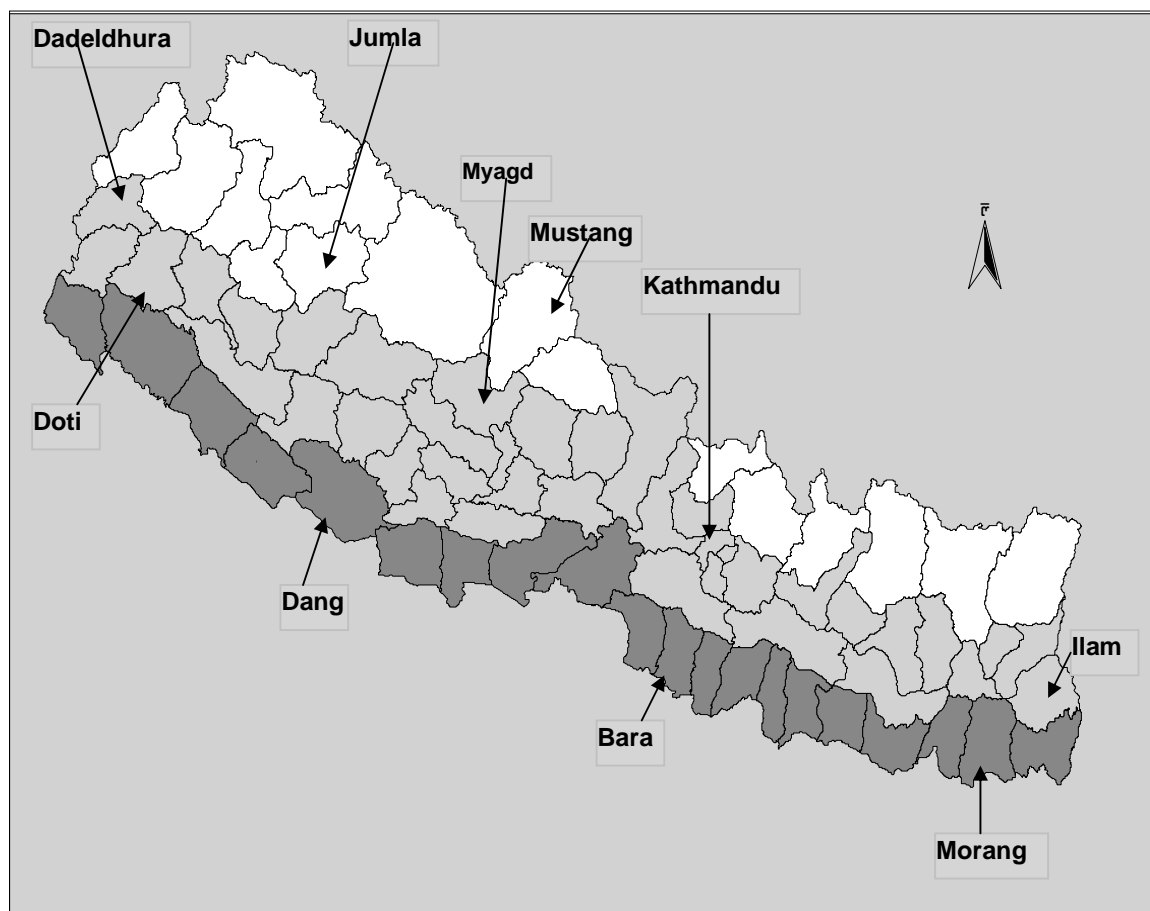 Dadeldhura
Jumla
Myagd
Mustang
Kathmandu
Doti
Dang
Ilam
Bara
Morang